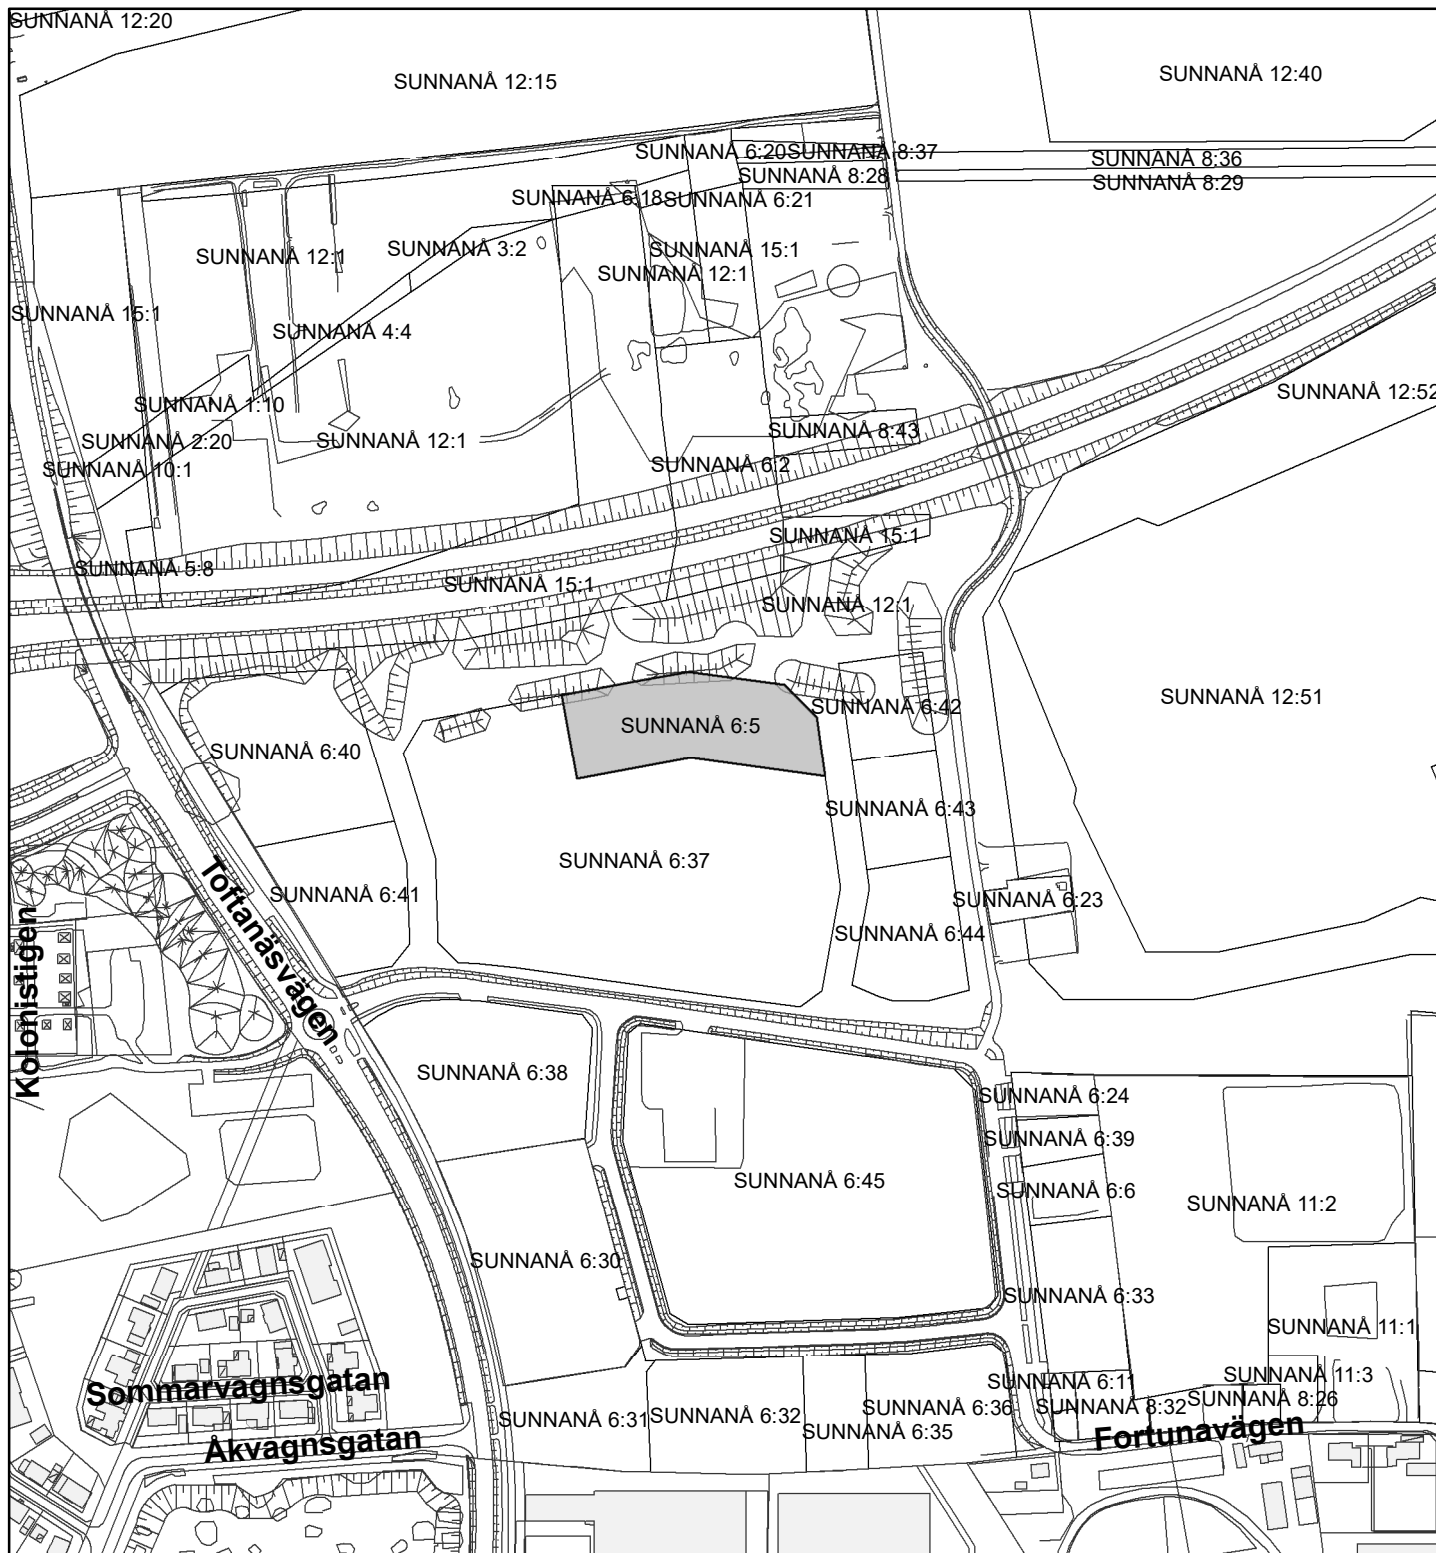 SUNNANÅ 12:20
SUNNANÅ 12:15
SUNNANÅ 12:40
SUNNANÅ 6:20
SUNNANÅ 8:37
SUNNANÅ 8:36
SUNNANÅ 8:28
SUNNANÅ 8:29
SUNNANÅ 6:18
SUNNANÅ 6:21
SUNNANÅ 3:2
SUNNANÅ 15:1
SUNNANÅ 12:1
SUNNANÅ 12:1
SUNNANÅ 15:1
SUNNANÅ 4:4
SUNNANÅ 12:52
SUNNANÅ 1:10
SUNNANÅ 8:43
SUNNANÅ 2:20
SUNNANÅ 12:1
SUNNANÅ 10:1
SUNNANÅ 6:2
SUNNANÅ 15:1
SUNNANÅ 5:8
SUNNANÅ 15:1
SUNNANÅ 12:1
SUNNANÅ 12:51
SUNNANÅ 6:42
SUNNANÅ 6:5
SUNNANÅ 6:40
SUNNANÅ 6:43
SUNNANÅ 6:37
SUNNANÅ 6:41
SUNNANÅ 6:23
SUNNANÅ 6:44
Toftanäsvägen
Kolonistigen
SUNNANÅ 6:38
SUNNANÅ 6:24
SUNNANÅ 6:39
SUNNANÅ 6:45
SUNNANÅ 6:6
SUNNANÅ 11:2
SUNNANÅ 6:30
SUNNANÅ 6:33
SUNNANÅ 11:1
SUNNANÅ 11:3
SUNNANÅ 6:11
Sommarvagnsgatan
SUNNANÅ 8:26
SUNNANÅ 6:36
SUNNANÅ 8:32
SUNNANÅ 6:31
SUNNANÅ 6:32
SUNNANÅ 6:35
Fortunavägen
Åkvagnsgatan